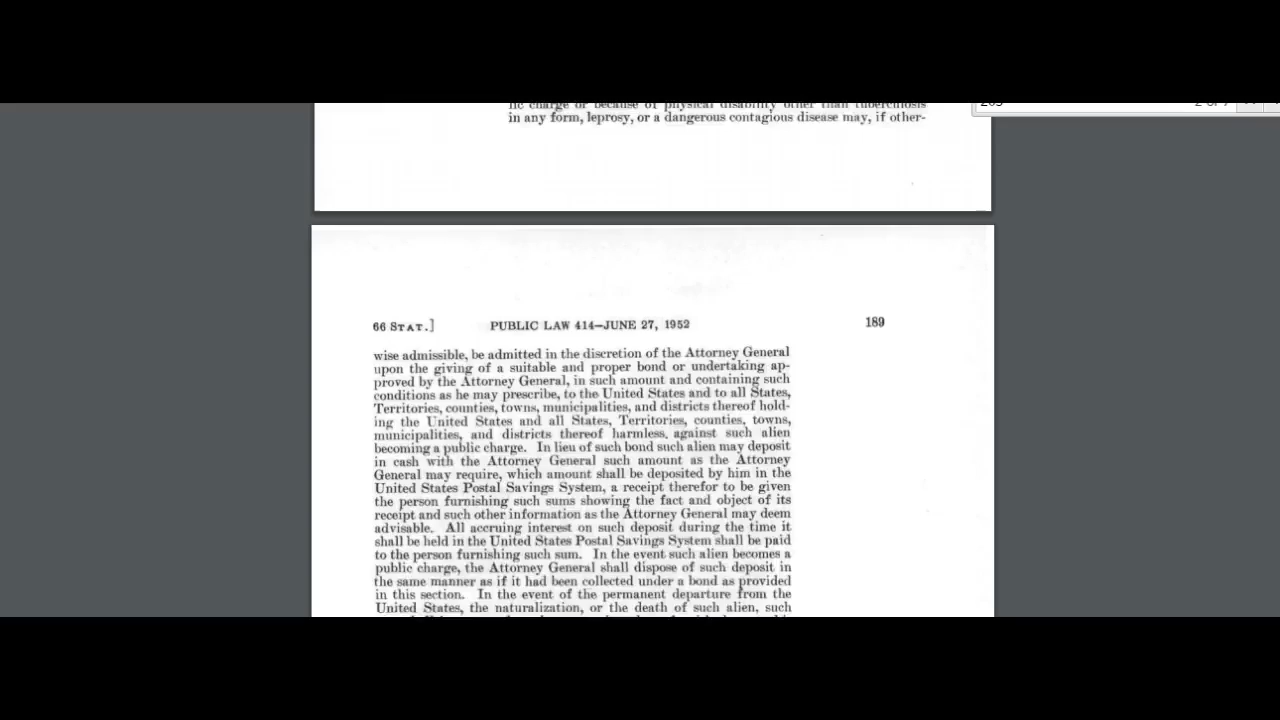 lic charge or because of physical disability other than tuberculosis
in any form, leprosy, or a dangerous contagious disease may, if other-
66 STAT.] PUBLIC LAW 414-JUNE 27, 1952 189
wise admissible, be admitted in the discretion of the Attorney General
upon the giving of a suitable and proper bond or undertaking ap-
proved by the Attorney General, in such amount and containing such
conditions as he may prescribe, to the United States and to all States,
Territories, counties, towns, municipalities, and districts thereof hold-
ing the United States and all States, Territories, counties, towns,
municipalities, and districts thereof harmless, against such alien
becoming a public charge. In lieu of such bond such alien may deposit
in cash with the Attorney General such amount as the Attorney
General may require, which amount shall be deposited by him in the
United States Postal Savings System, a receipt therefor to be given
the person furnishing such sums showing the fact and object of its
receipt and such other information as the Attorney General may deem
advisable. All accruing interest on such deposit during the time it
shall be held in the United States Postal Savings System shall be paid
to the person furnishing such sum. In the event such alien becomes a
public charge, the Attorney General shall dispose of such deposit in
the same manner as if it had been collected under a bond as provided
in this section. In the event of the permanent departure from the
United States, the naturalization, or the death of such alien, such